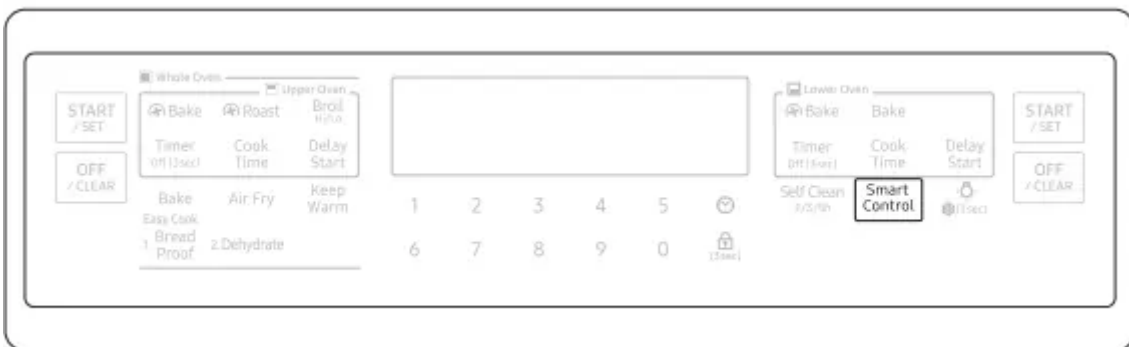 Whole Oven
Upper Oven
Lower Oven
START
/ SET
Bake
Roast
Broil
Hi/Lo
Bake
Bake
START
/ SET
Timer
Off (3sec)
Cook
Time
Delay
Start
Timer
Off (3sec)
Cook
Time
Delay
Start
OFF
/ CLEAR
Bake
Air Fry
Keep
Warm
1 2 3 4 5
Self Clean
Smart
Control
(3sec)
OFF
/ CLEAR
Easy Cook
1 Bread
Proof
2 Dehydrate
6 7 8 9 0
(3sec)